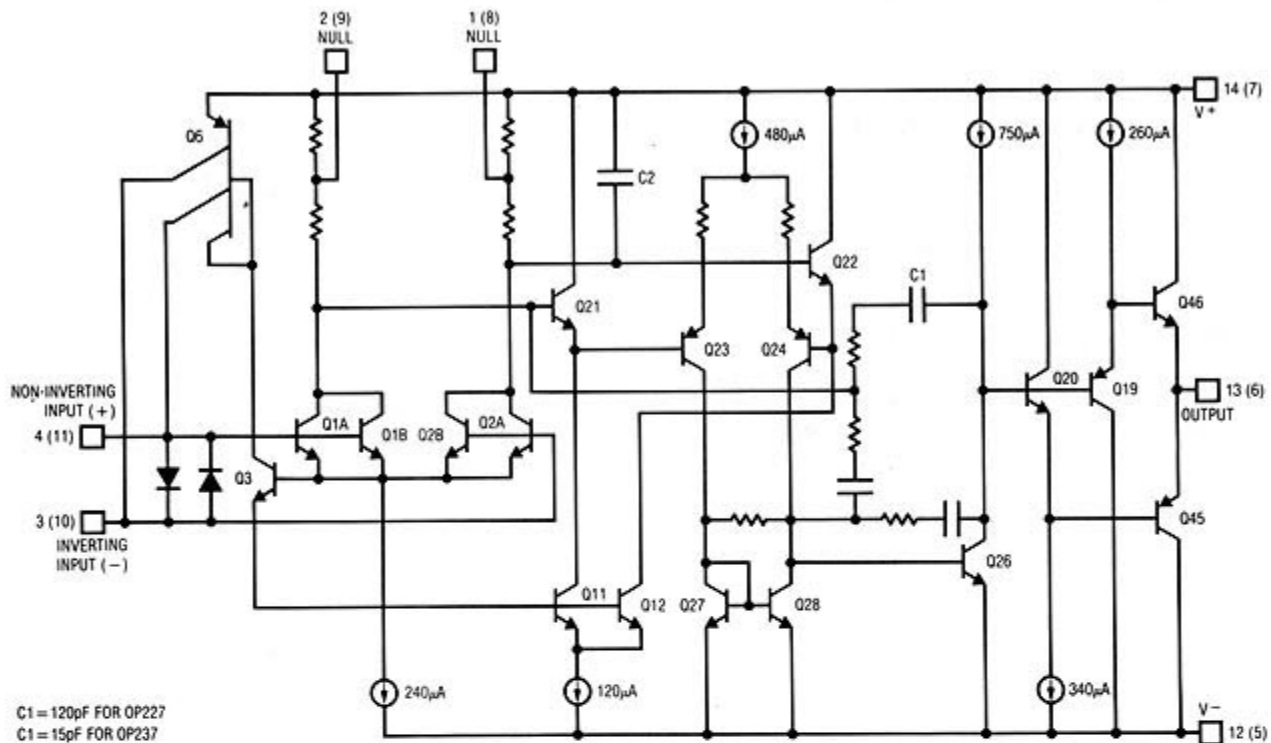 2 (9)
NULL
1 (8)
NULL
14 (7)
V+
Q6
480µA
750µA
260µA
C2
*
Q22
C1
Q46
Q21
Q23
Q24
Q20
Q19
13 (6)
OUTPUT
NON-INVERTING
INPUT (+)
4 (11)
Q1A
Q1B
Q2B
Q2A
Q3
3 (10)
INVERTING
INPUT (−)
Q45
Q26
Q11
Q12
Q27
Q28
240µA
120µA
340µA
V−
12 (5)
C1=120pF FOR OP227
C1=15pF FOR OP237